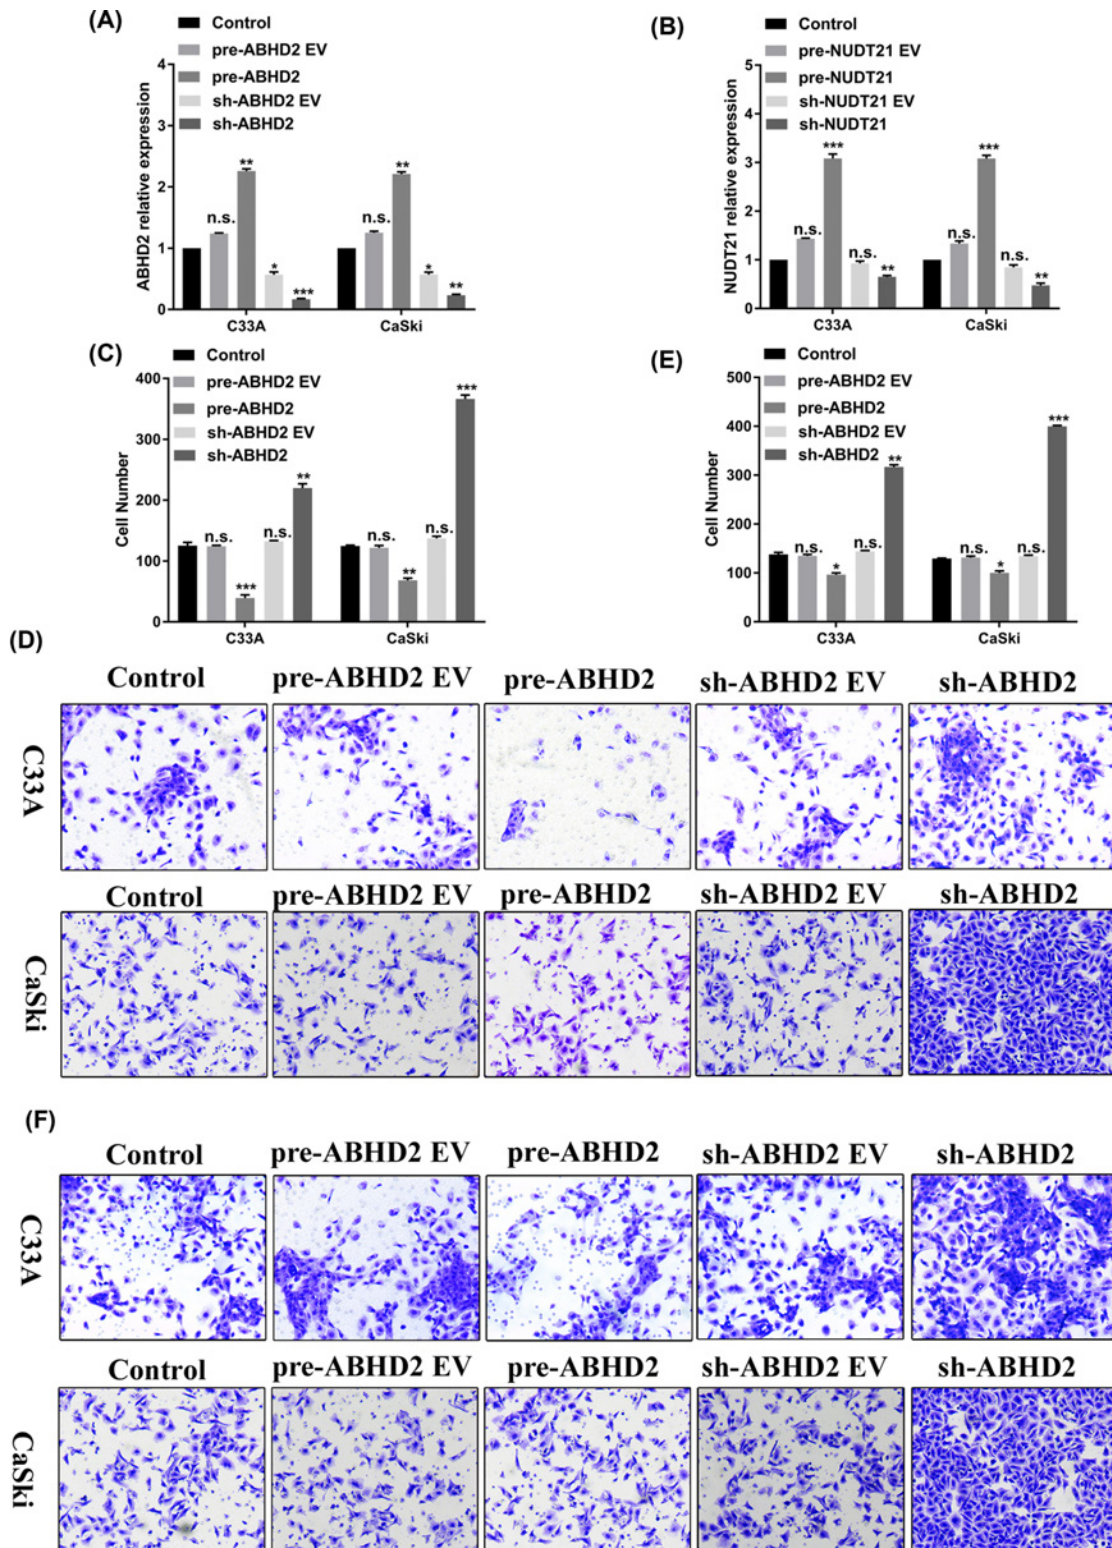 (A)
Control
pre-ABHD2 EV
pre-ABHD2
sh-ABHD2 EV
sh-ABHD2
ABHD2 relative expression
4
3
2
1
0
n.s.
**
*
***
n.s.
**
*
**
C33A
CaSki
(B)
Control
pre-NUDT21 EV
pre-NUDT21
sh-NUDT21 EV
sh-NUDT21
NUDT21 relative expression
5
4
3
2
1
0
n.s.
***
n.s.
**
n.s.
***
n.s.
**
C33A
CaSki
(C)
Control
pre-ABHD2 EV
pre-ABHD2
sh-ABHD2 EV
sh-ABHD2
Cell Number
400
300
200
100
0
n.s.
***
n.s.
**
n.s.
**
n.s.
***
C33A
CaSki
(E)
Control
pre-ABHD2 EV
pre-ABHD2
sh-ABHD2 EV
sh-ABHD2
Cell Number
500
400
300
200
100
0
n.s.
*
n.s.
**
n.s.
*
n.s.
***
C33A
CaSki
(D)
Control pre-ABHD2 EV pre-ABHD2 sh-ABHD2 EV sh-ABHD2
C33A
Control pre-ABHD2 EV pre-ABHD2 sh-ABHD2 EV sh-ABHD2
CaSki
(F)
Control pre-ABHD2 EV pre-ABHD2 sh-ABHD2 EV sh-ABHD2
C33A
Control pre-ABHD2 EV pre-ABHD2 sh-ABHD2 EV sh-ABHD2
CaSki